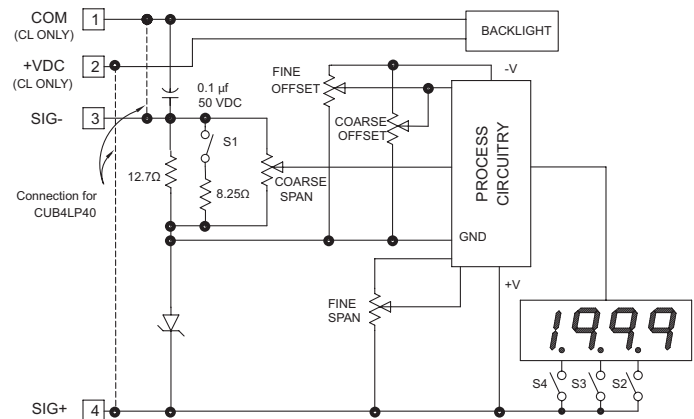 COM
(CL ONLY)
1
+VDC
(CL ONLY)
2
SIG-
3
BACKLIGHT
0.1 µf
50 VDC
FINE
OFFSET
-V
COARSE
OFFSET
S1
12.7Ω
8.25Ω
COARSE
SPAN
PROCESS
CIRCUITRY
Connection for
CUB4LP40
GND
+V
FINE
SPAN
1.9.9.9
S4
S3
S2
SIG+
4